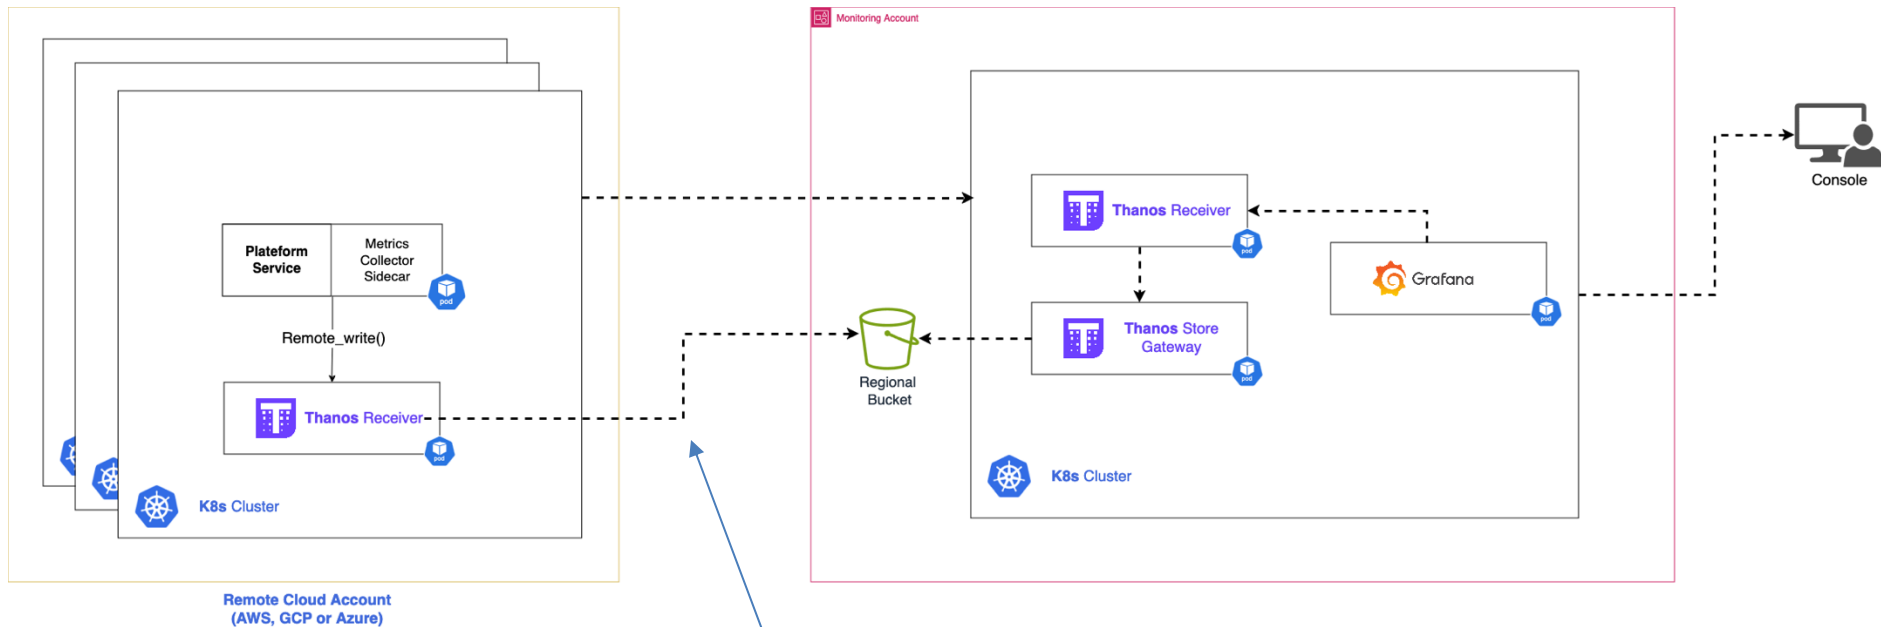 Monitoring Account
Plateform
Service
Metrics
Collector
Sidecar
pod
Remote_write()
Thanos Receiver
pod
K8s Cluster
Remote Cloud Account
(AWS, GCP or Azure)
Regional
Bucket
Thanos Receiver
pod
Thanos Store
Gateway
pod
Grafana
pod
K8s Cluster
Console